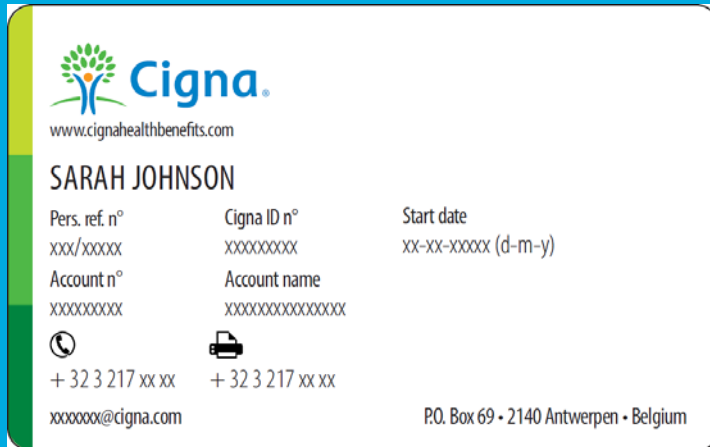 Cigna®
www.cignahealthbenefits.com
SARAH JOHNSON
Pers. ref. n° Cigna ID n° Start date
xxx/xxxxx xxxxxxxxx xx-xx-xxxxx (d-m-y)
Account n° Account name
xxxxxxxxx xxxxxxxxxxxxxxx
+ 32 3 217 xx xx + 32 3 217 xx xx
xxxxxxx@cigna.com P.O. Box 69 • 2140 Antwerpen • Belgium